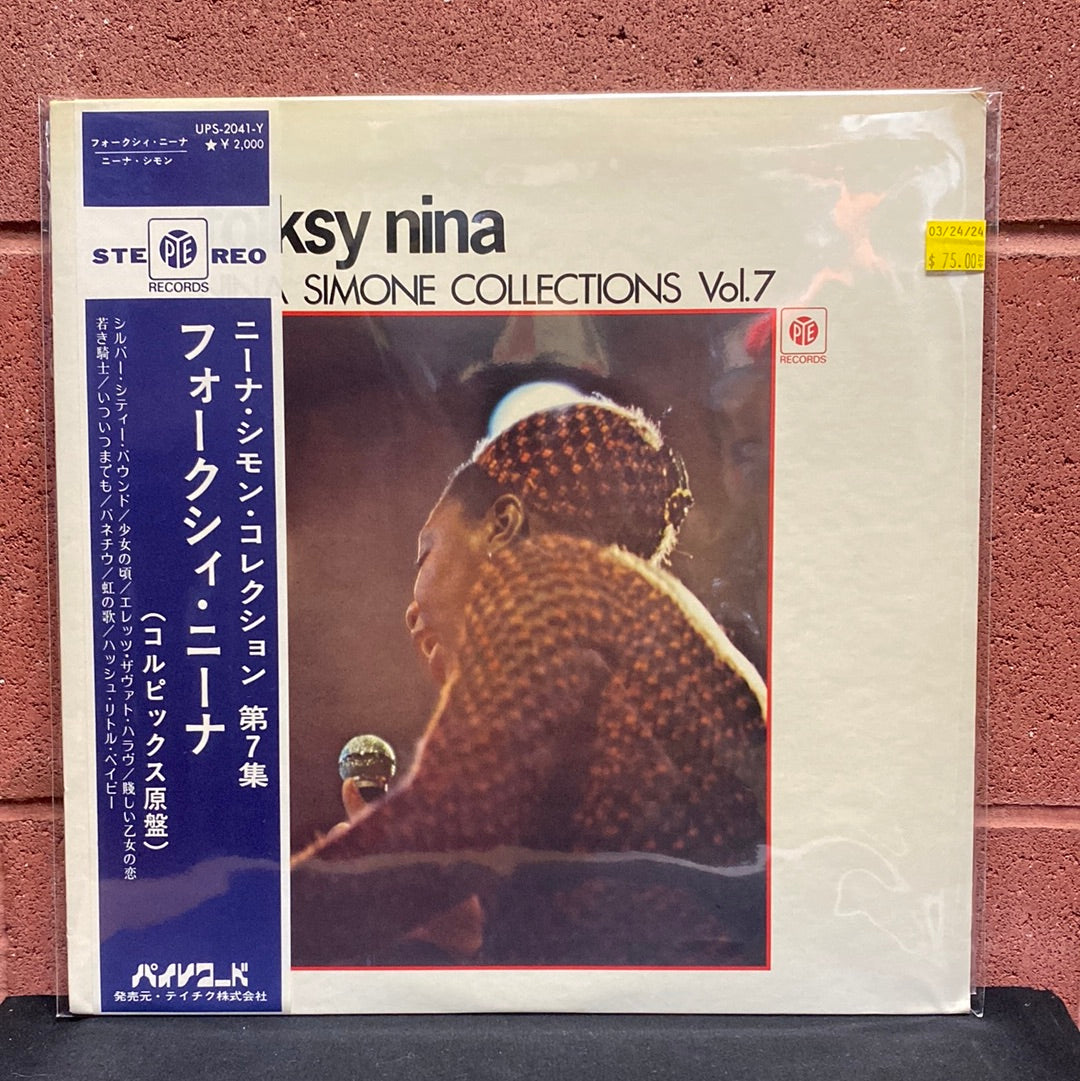 UPS-2041-Y
フォークシィ・ニーナ
★¥ 2,000
ニーナ・シモン
STEREO
PYE
RECORDS
ニーナ・シモン・コレクション 第7集
フォークシィ・ニーナ
(コルピックス原盤)
シルバー・シティー・バウンド/少女の頃/エレッツ・ザヴァト・ハラヴ/賤しい乙女の恋
若き騎士/いついつまでも/バネチウ/虹の歌/ハッシュ・リトル・ベイビー
パイレコード
発売元・テイチク株式会社
folksy nina
NINA SIMONE COLLECTIONS Vol.7
PYE
RECORDS
03/24/24
$ 75.00